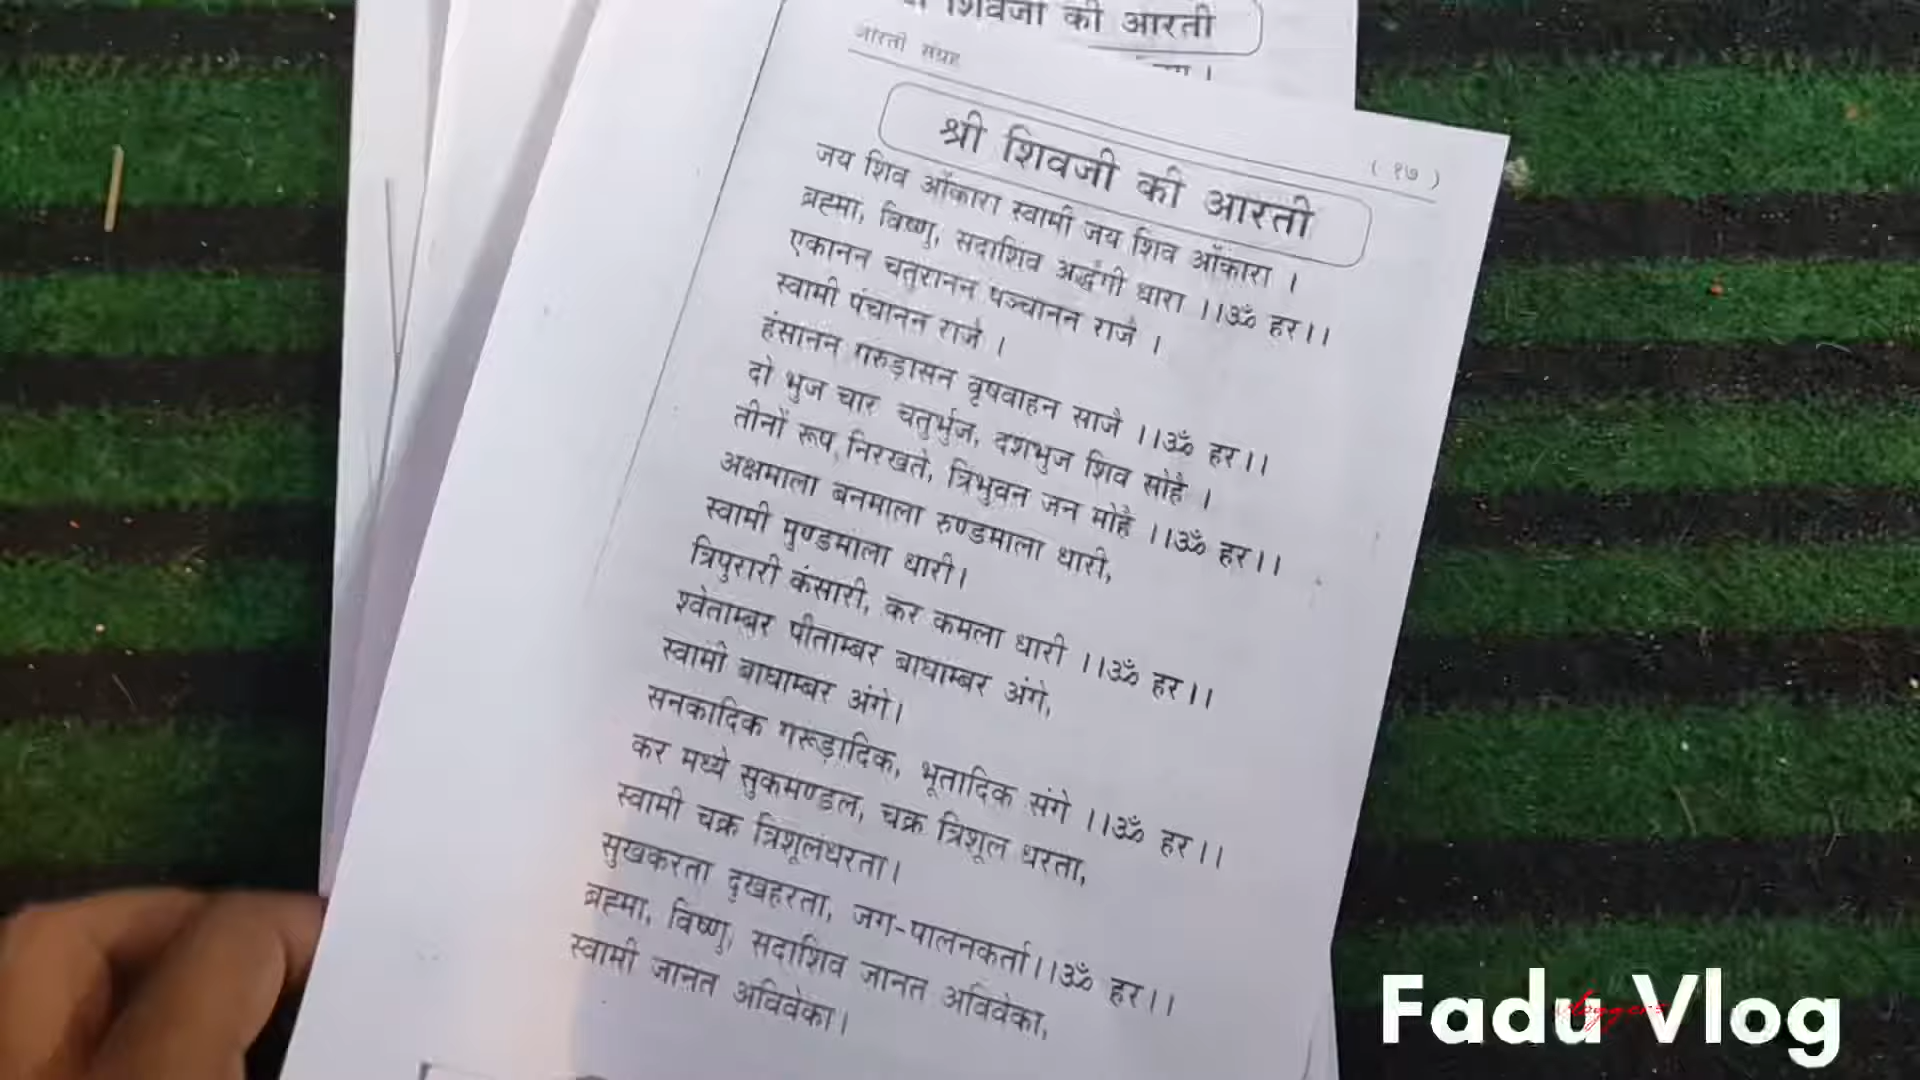 शिवजी की आरती
आरती संग्रह
( १७ )
श्री शिवजी की आरती
जय शिव ओंकारा स्वामी जय शिव ओंकारा ।
ब्रह्मा, विष्णु, सदाशिव अर्द्धंगी धारा ।।ॐ हर।।
एकानन चतुरानन पञ्चानन राजै ।
स्वामी पंचानन राजै ।
हंसानन गरुड़ासन वृषवाहन साजै ।।ॐ हर।।
दो भुज चार चतुर्भुज, दशभुज शिव सोहै ।
तीनों रूप निरखते, त्रिभुवन जन मोहै ।।ॐ हर।।
अक्षमाला बनमाला रुण्डमाला धारी,
स्वामी मुण्डमाला धारी।
त्रिपुरारी कंसारी, कर कमला धारी ।।ॐ हर।।
श्वेताम्बर पीताम्बर बाघाम्बर अंगे,
स्वामी बाघाम्बर अंगे।
सनकादिक गरूड़ादिक, भूतादिक संगे ।।ॐ हर।।
कर मध्ये सुकमण्डल, चक्र त्रिशूल धरता,
स्वामी चक्र त्रिशूलधरता।
सुखकरता दुखहरता, जग-पालनकर्ता।।ॐ हर।।
ब्रह्मा, विष्णु, सदाशिव जानत अविवेका,
स्वामी जानत अविवेका।
Fadu Vlog